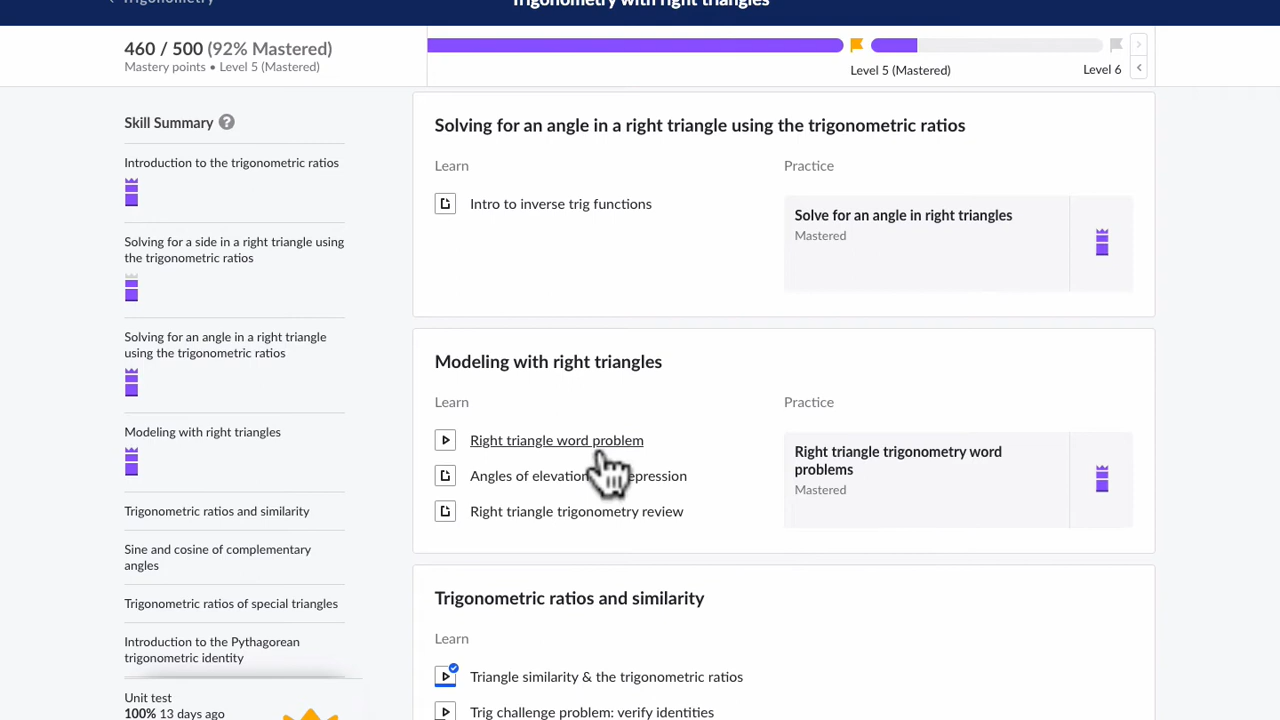 Trigonometry
Trigonometry with right triangles
460 / 500 (92% Mastered)
Mastery points • Level 5 (Mastered)
Level 5 (Mastered)
Level 6
Skill Summary ?
Introduction to the trigonometric ratios
Solving for a side in a right triangle using
the trigonometric ratios
Solving for an angle in a right triangle
using the trigonometric ratios
Modeling with right triangles
Trigonometric ratios and similarity
Sine and cosine of complementary
angles
Trigonometric ratios of special triangles
Introduction to the Pythagorean
trigonometric identity
Unit test
100% 13 days ago
Solving for an angle in a right triangle using the trigonometric ratios
Learn
Intro to inverse trig functions
Practice
Solve for an angle in right triangles
Mastered
Modeling with right triangles
Learn
Right triangle word problem
Angles of elevation epression
Right triangle trigonometry review
Practice
Right triangle trigonometry word
problems
Mastered
Trigonometric ratios and similarity
Learn
Triangle similarity & the trigonometric ratios
Trig challenge problem: verify identities